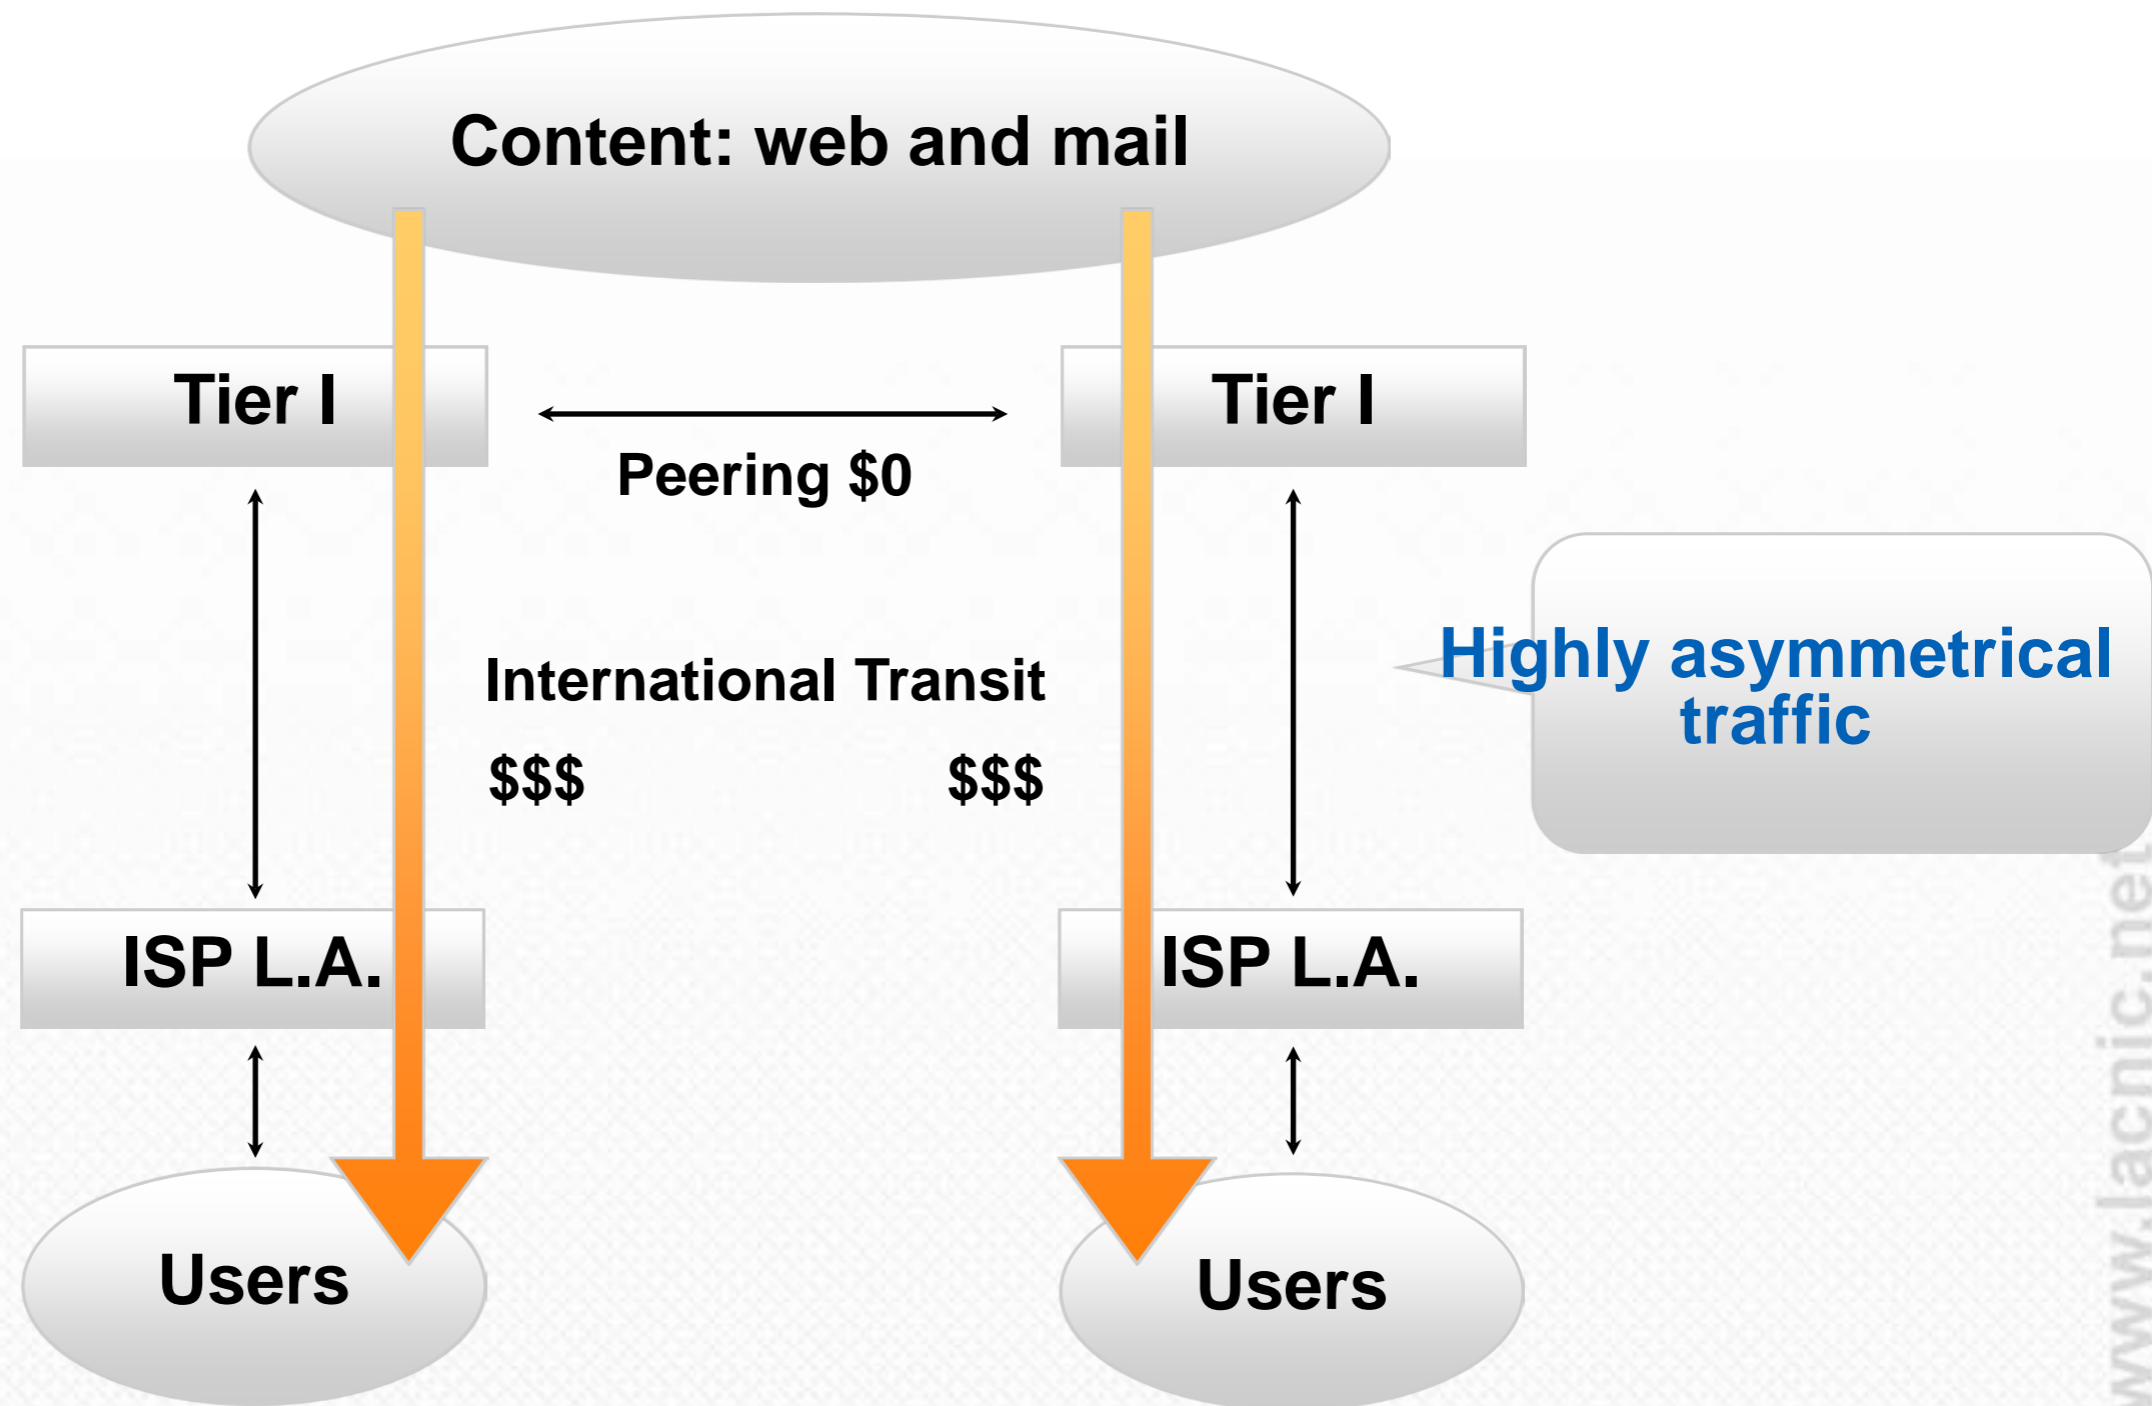 Content: web and mail
Tier I
Tier I
Peering $0
International Transit
$$$
$$$
Highly asymmetrical
traffic
ISP L.A.
ISP L.A.
Users
Users
www.lacnic.net